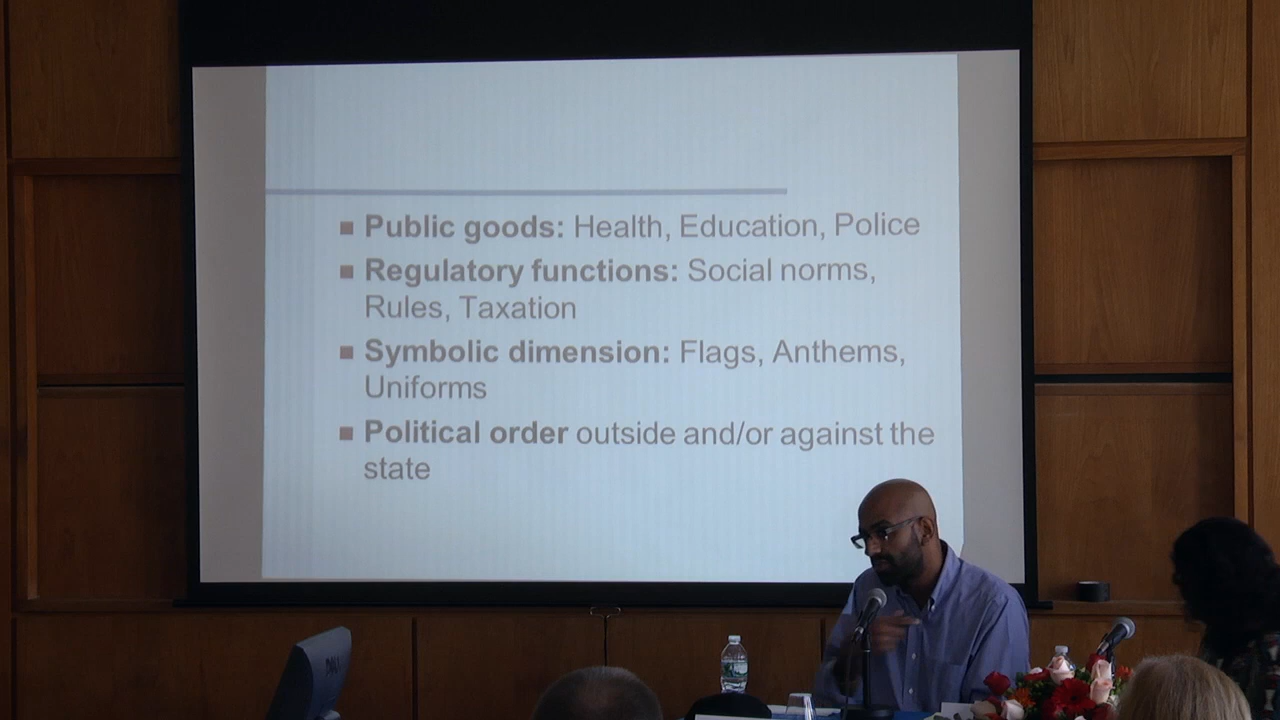 ■ Public goods: Health, Education, Police
■ Regulatory functions: Social norms,
Rules, Taxation
■ Symbolic dimension: Flags, Anthems,
Uniforms
■ Political order outside and/or against the
state